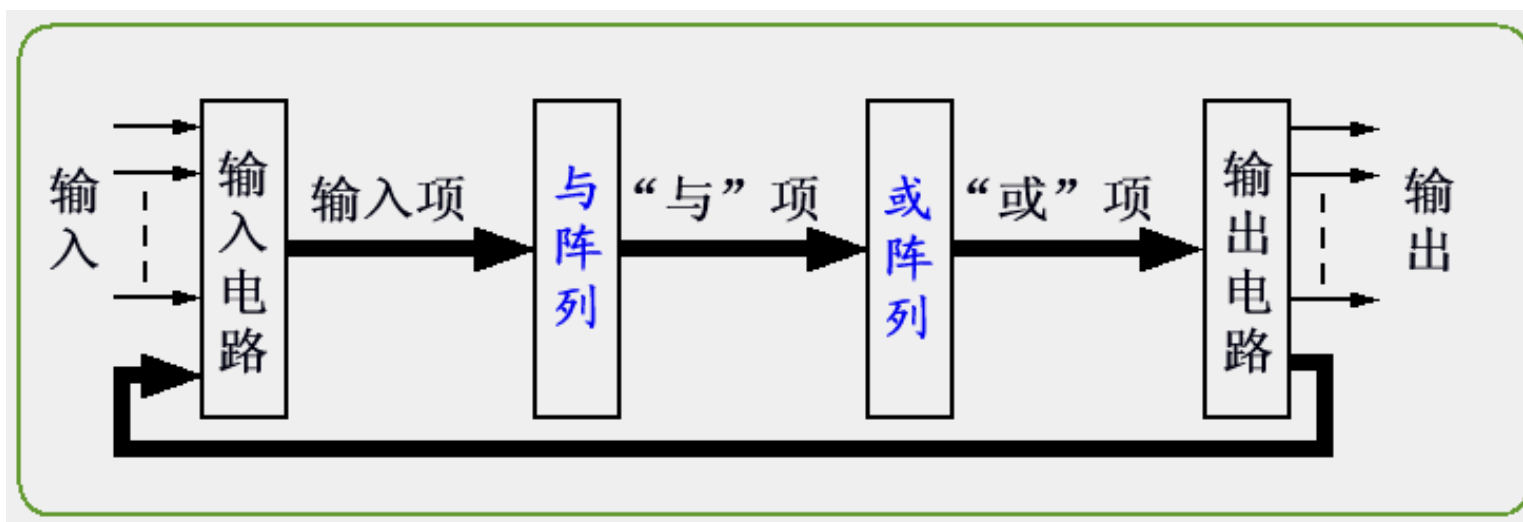 输入
输入电路
输入项
与阵列
“与”项
或阵列
“或”项
输出电路
输出